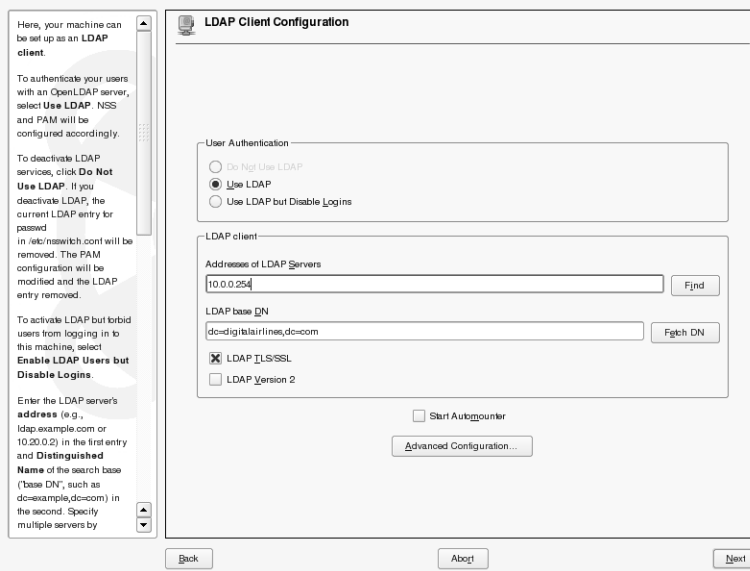 Here, your machine can
be set up as an LDAP
client.
To authenticate your users
with an OpenLDAP server,
select Use LDAP. NSS
and PAM will be
configured accordingly.
To deactivate LDAP
services, click Do Not
Use LDAP. If you
deactivate LDAP, the
current LDAP entry for
passwd
in /etc/nsswitch.conf will be
removed. The PAM
configuration will be
modified and the LDAP
entry removed.
To activate LDAP but forbid
users from logging in to
this machine, select
Enable LDAP Users but
Disable Logins.
Enter the LDAP server's
address (e.g.,
ldap.example.com or
10.20.0.2) in the first entry
and Distinguished
Name of the search base
("base DN", such as
dc=example,dc=com) in
the second. Specify
multiple servers by
LDAP Client Configuration
User Authentication
Do Not Use LDAP
Use LDAP
Use LDAP but Disable Logins
LDAP client
Addresses of LDAP Servers
10.0.0.254
Find
LDAP base DN
dc=digitalairlines,dc=com
Fetch DN
LDAP TLS/SSL
LDAP Version 2
Start Automounter
Advanced Configuration...
Back
Abort
Next